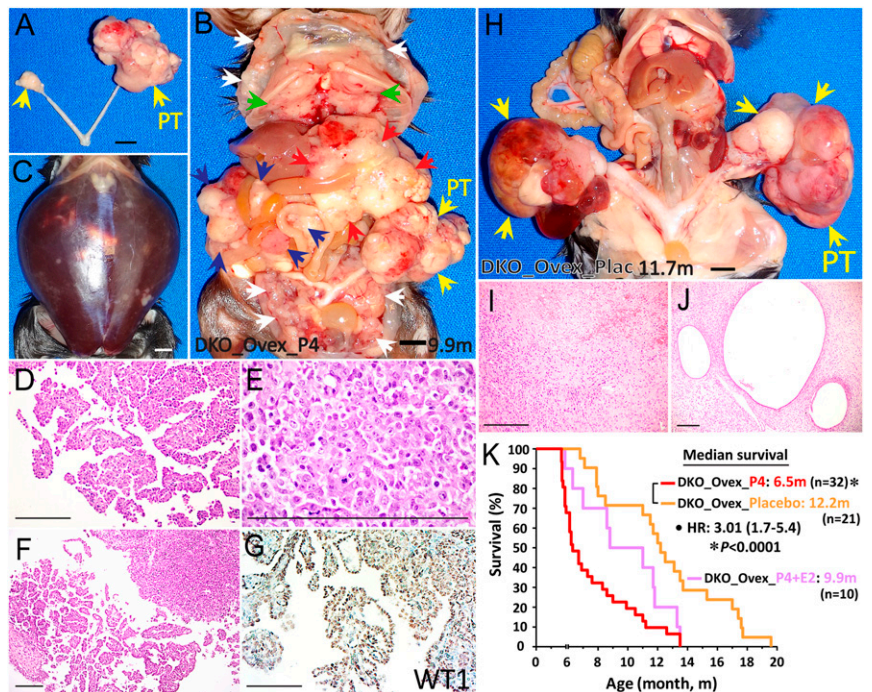 A
PT
B
PT
DKO_Ovex_P4
9.9m
C
H
PT
DKO_Ovex_Plac 11.7m
D
E
F
G
WT1
I
J
K
Median survival
DKO_Ovex_P4: 6.5m (n=32)*
DKO_Ovex_Placebo: 12.2m
(n=21)
• HR: 3.01 (1.7-5.4)
*P<0.0001
DKO_Ovex_P4+E2: 9.9m
(n=10)
Survival (%)
100
90
80
70
60
50
40
30
20
10
0
0 6 8 10 12 14 16 18 20
Age (month, m)